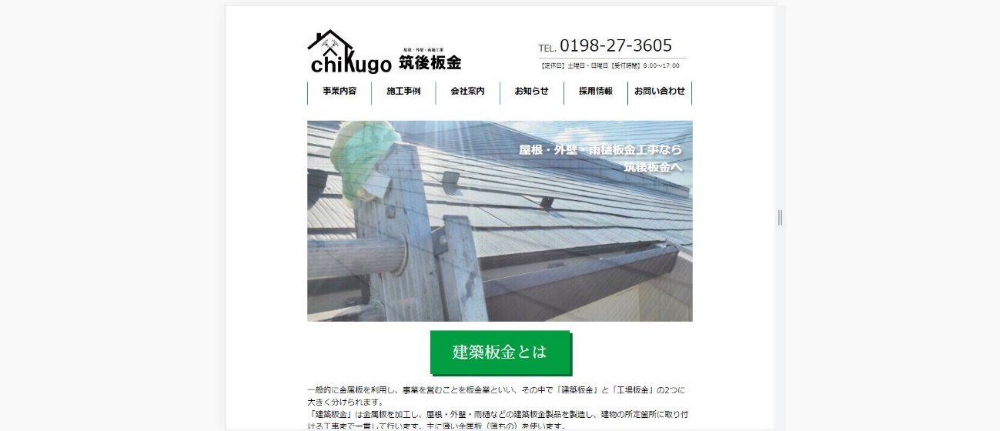 chikugo
屋根・外壁・雨樋工事
筑後板金
TEL. 0198-27-3605
【定休日】土曜日・日曜日【受付時間】8:00～17:00
事業内容 施工事例 会社案内 お知らせ 採用情報 お問い合わせ
屋根・外壁・雨樋板金工事なら
筑後板金へ
建築板金とは
一般的に金属板を利用し、事業を営むことを板金業といい、その中で「建築板金」と「工場板金」の2つに
大きく分けられます。
「建築板金」は金属板を加工し、屋根・外壁・雨樋などの建築板金製品を製造し、建物の所定箇所に取り付
ける工事まで一貫して行います。主に薄い金属板（薄もの）を使います。